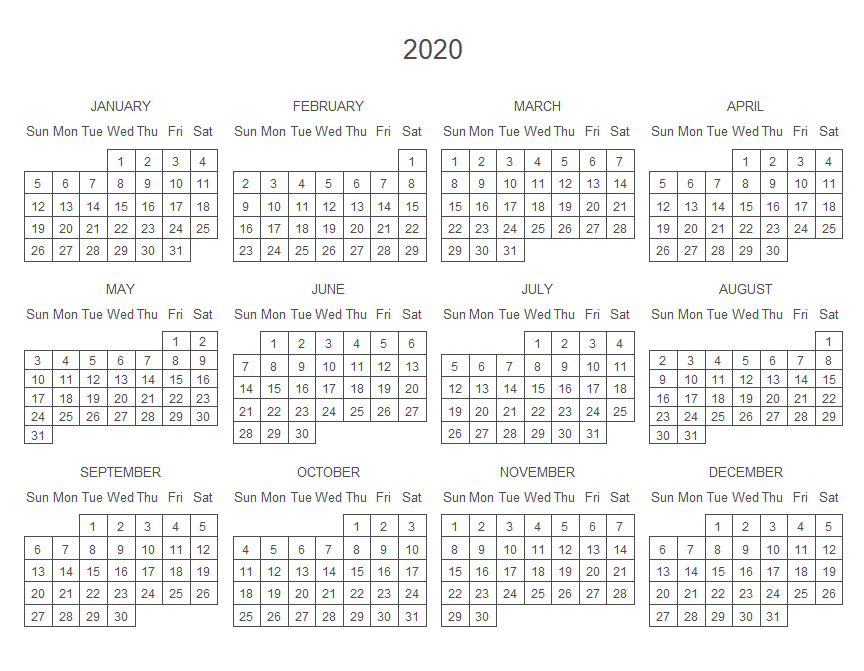 2020
JANUARY FEBRUARY MARCH APRIL
Sun Mon Tue Wed Thu Fri Sat Sun Mon Tue Wed Thu Fri Sat Sun Mon Tue Wed Thu Fri Sat Sun Mon Tue Wed Thu Fri Sat
1 2 3 4 1 1 2 3 4 5 6 7 1 2 3 4
5 6 7 8 9 10 11 2 3 4 5 6 7 8 8 9 10 11 12 13 14 5 6 7 8 9 10 11
12 13 14 15 16 17 18 9 10 11 12 13 14 15 15 16 17 18 19 20 21 12 13 14 15 16 17 18
19 20 21 22 23 24 25 16 17 18 19 20 21 22 22 23 24 25 26 27 28 19 20 21 22 23 24 25
26 27 28 29 30 31 23 24 25 26 27 28 29 29 30 31 26 27 28 29 30
MAY JUNE JULY AUGUST
Sun Mon Tue Wed Thu Fri Sat Sun Mon Tue Wed Thu Fri Sat Sun Mon Tue Wed Thu Fri Sat Sun Mon Tue Wed Thu Fri Sat
1 2 1 2 3 4 5 6 1 2 3 4 1
3 4 5 6 7 8 9 7 8 9 10 11 12 13 5 6 7 8 9 10 11 2 3 4 5 6 7 8
10 11 12 13 14 15 16 14 15 16 17 18 19 20 12 13 14 15 16 17 18 9 10 11 12 13 14 15
17 18 19 20 21 22 23 21 22 23 24 25 26 27 19 20 21 22 23 24 25 16 17 18 19 20 21 22
24 25 26 27 28 29 30 28 29 30 26 27 28 29 30 31 23 24 25 26 27 28 29
31 30 31
SEPTEMBER OCTOBER NOVEMBER DECEMBER
Sun Mon Tue Wed Thu Fri Sat Sun Mon Tue Wed Thu Fri Sat Sun Mon Tue Wed Thu Fri Sat Sun Mon Tue Wed Thu Fri Sat
1 2 3 4 5 1 2 3 1 2 3 4 5 6 7 1 2 3 4 5
6 7 8 9 10 11 12 4 5 6 7 8 9 10 8 9 10 11 12 13 14 6 7 8 9 10 11 12
13 14 15 16 17 18 19 11 12 13 14 15 16 17 15 16 17 18 19 20 21 13 14 15 16 17 18 19
20 21 22 23 24 25 26 18 19 20 21 22 23 24 22 23 24 25 26 27 28 20 21 22 23 24 25 26
27 28 29 30 25 26 27 28 29 30 31 29 30 27 28 29 30 31